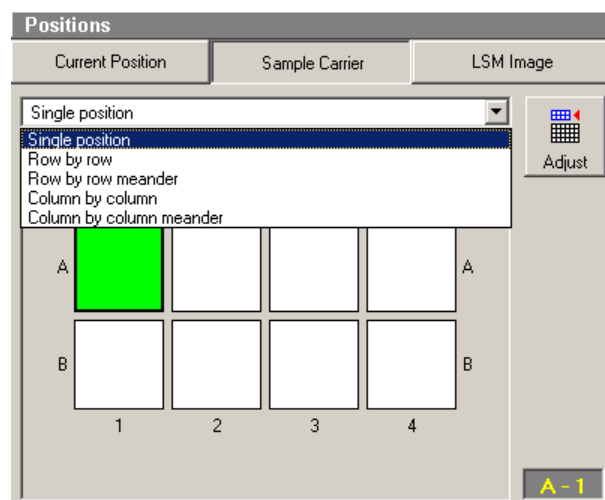 Positions
Current Position
Sample Carrier
LSM Image
Single position
Single position
Row by row
Row by row meander
Column by column
Column by column meander
Adjust
A
A
B
B
1 2 3 4
A - 1